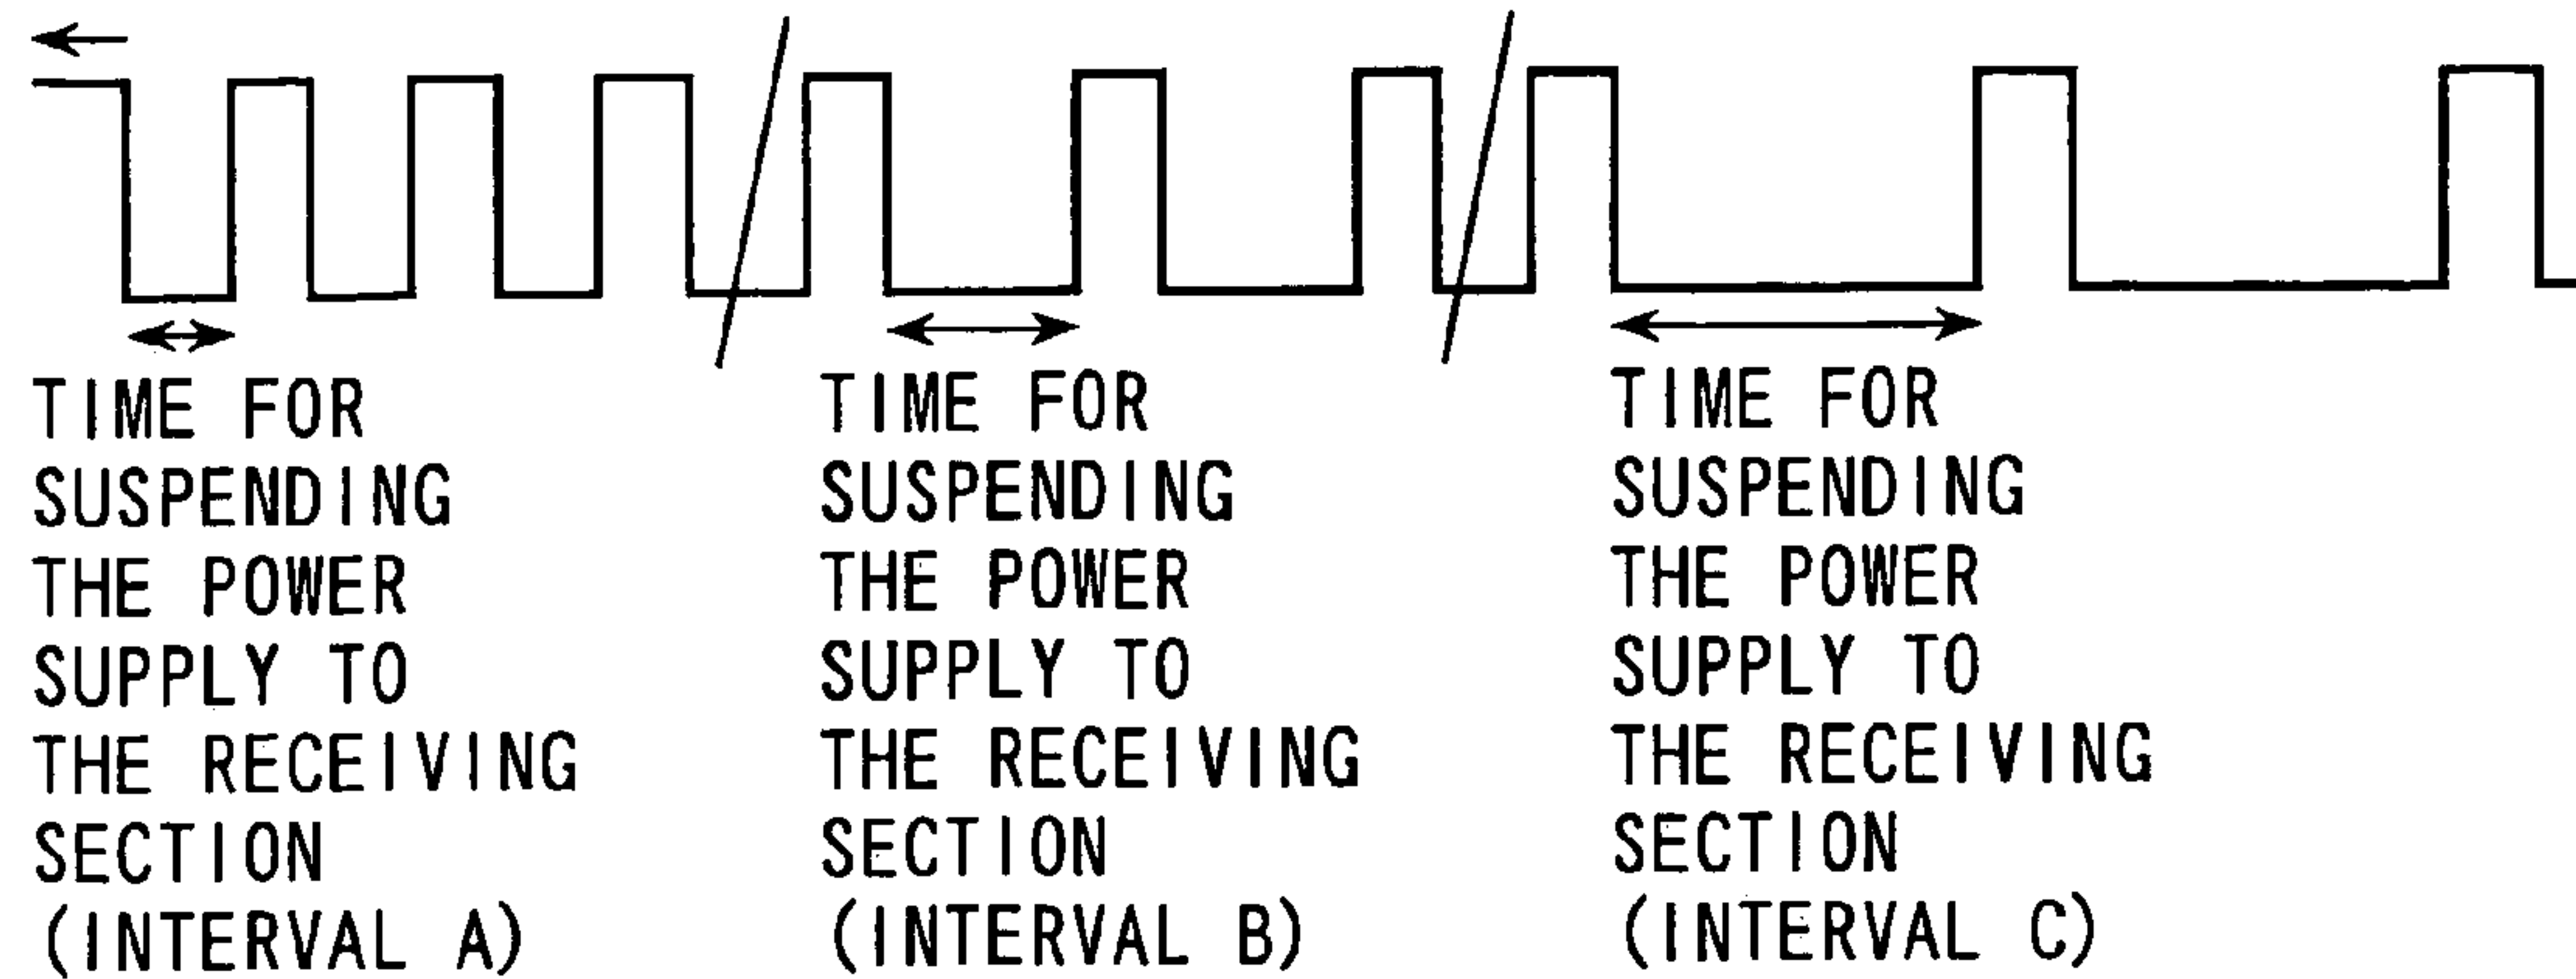 TIME FOR
SUSPENDING
THE POWER
SUPPLY TO
THE RECEIVING
SECTION
(INTERVAL A)
TIME FOR
SUSPENDING
THE POWER
SUPPLY TO
THE RECEIVING
SECTION
(INTERVAL B)
TIME FOR
SUSPENDING
THE POWER
SUPPLY TO
THE RECEIVING
SECTION
(INTERVAL C)